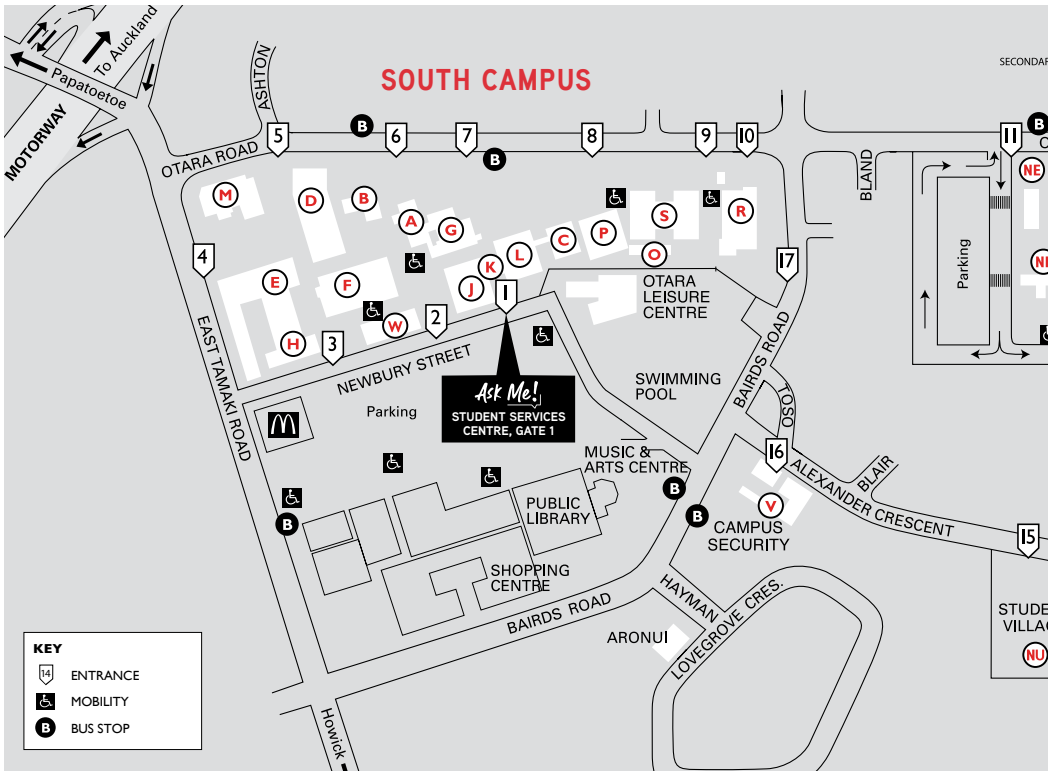 SOUTH CAMPUS
SECONDAR
To Auckland
Papatoetoe
MOTORWAY
ASHTON
OTARA ROAD
5
B
6
7
B
8
9
10
11
B
BLAND
M
D
B
A
G
C
P
S
R
NE
4
E
F
K
L
J
O
17
H
W
1
2
3
OTARA
LEISURE
CENTRE
Parking
EAST TAMAKI ROAD
NEWBURY STREET
BAIRDS ROAD
Ask Me!
STUDENT SERVICES
CENTRE, GATE 1
SWIMMING
POOL
TOSO
Parking
M
MUSIC &
ARTS CENTRE
16
ALEXANDER CRESCENT
BLAIR
B
B
B
PUBLIC
LIBRARY
V
CAMPUS
SECURITY
15
SHOPPING
CENTRE
BAIRDS ROAD
HAYMAN
LOVEGROVE CRES.
ARONUI
STUDE
VILLAG
NU
Howick
KEY
14 ENTRANCE
MOBILITY
B BUS STOP